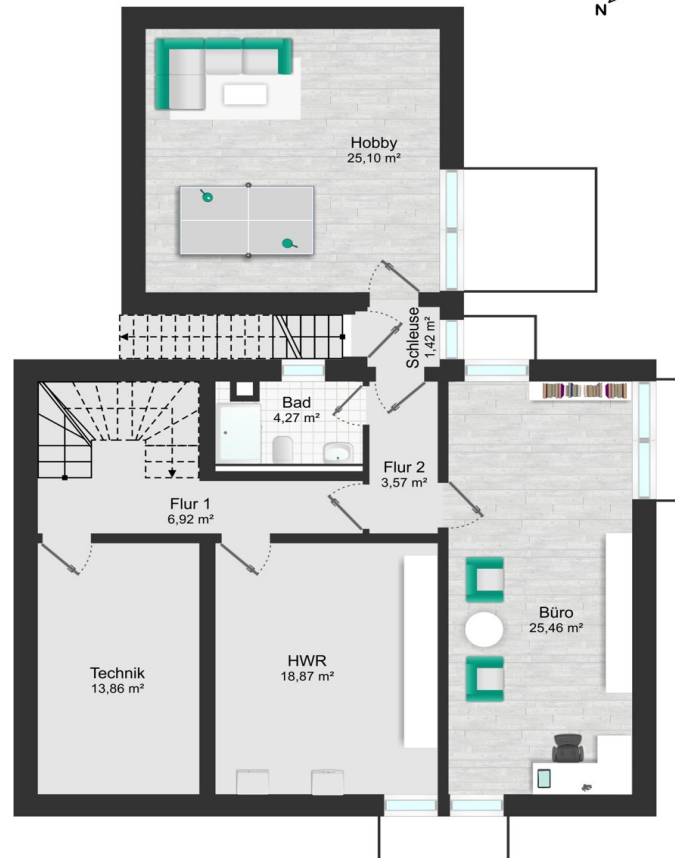 N
Hobby
25,10 m²
Schleuse
1,42 m²
Bad
4,27 m²
Flur 2
3,57 m²
Flur 1
6,92 m²
Büro
25,46 m²
Technik
13,86 m²
HWR
18,87 m²